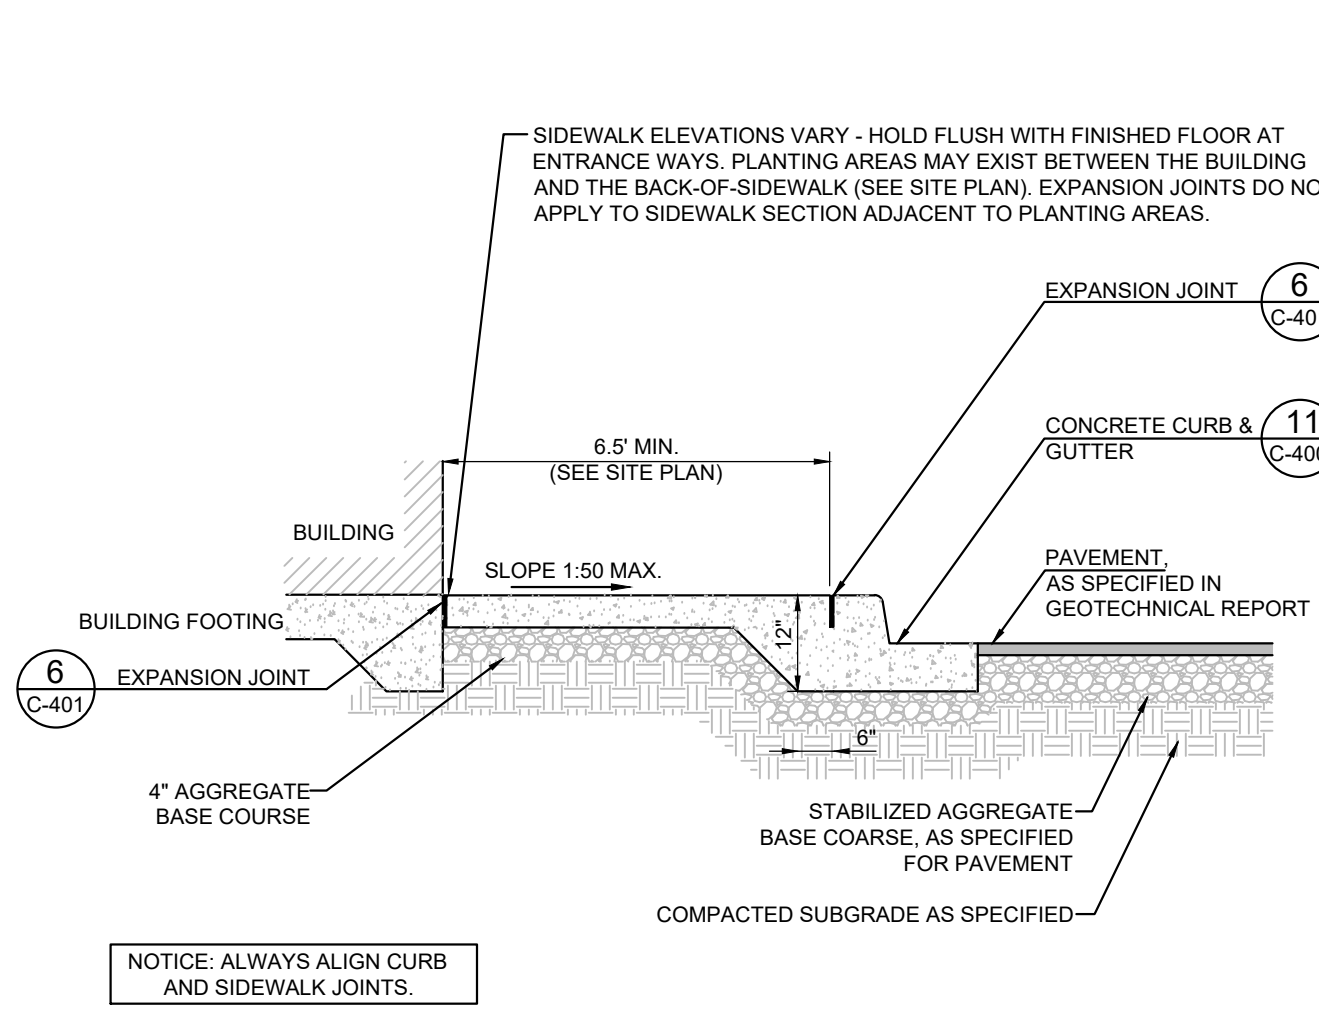 SIDEWALK ELEVATIONS VARY - HOLD FLUSH WITH FINISHED FLOOR AT
ENTRANCE WAYS. PLANTING AREAS MAY EXIST BETWEEN THE BUILDING
AND THE BACK-OF-SIDEWALK (SEE SITE PLAN). EXPANSION JOINTS DO NO
APPLY TO SIDEWALK SECTION ADJACENT TO PLANTING AREAS.
EXPANSION JOINT
6
C-40
CONCRETE CURB &
GUTTER
11
C-400
6.5' MIN.
(SEE SITE PLAN)
BUILDING
SLOPE 1:50 MAX.
PAVEMENT,
AS SPECIFIED IN
GEOTECHNICAL REPORT
BUILDING FOOTING
12"
6
C-401
EXPANSION JOINT
6"
4" AGGREGATE
BASE COURSE
STABILIZED AGGREGATE
BASE COARSE, AS SPECIFIED
FOR PAVEMENT
COMPACTED SUBGRADE AS SPECIFIED
NOTICE: ALWAYS ALIGN CURB
AND SIDEWALK JOINTS.